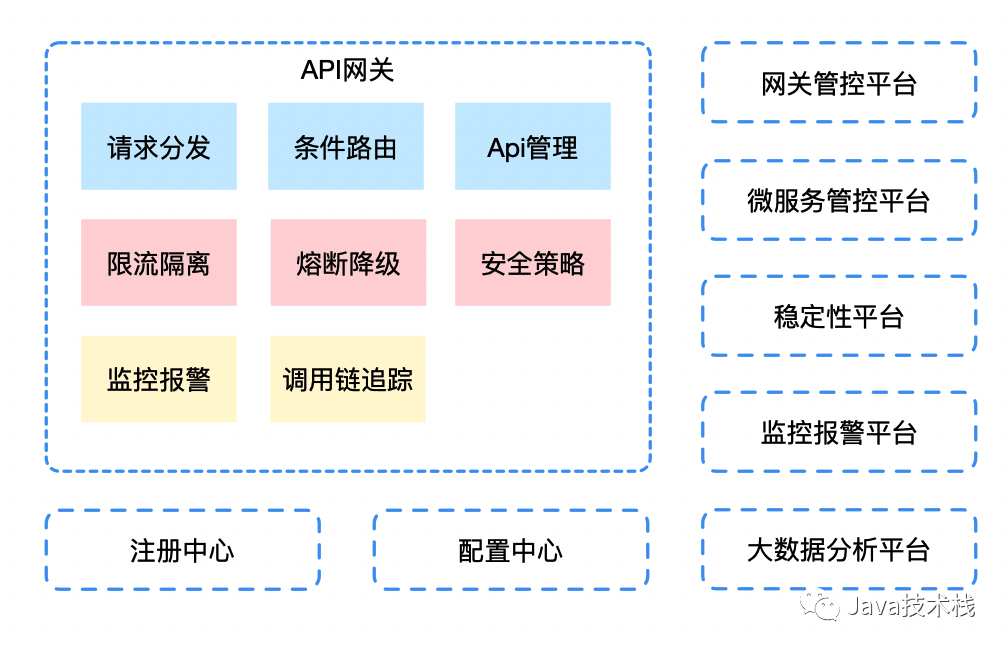 API网关
请求分发
条件路由
Api管理
限流隔离
熔断降级
安全策略
监控报警
调用链追踪
注册中心
配置中心
网关管控平台
微服务管控平台
稳定性平台
监控报警平台
大数据分析平台
Java技术栈